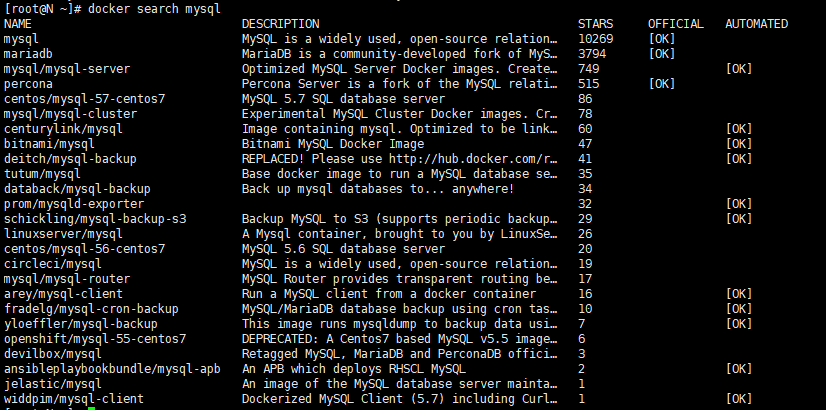 [root@N ~]# docker search mysql
NAME DESCRIPTION STARS OFFICIAL AUTOMATED
mysql MySQL is a widely used, open-source relation… 10269 [OK]
mariadb MariaDB is a community-developed fork of MyS… 3794 [OK]
mysql/mysql-server Optimized MySQL Server Docker images. Create… 749 [OK]
percona Percona Server is a fork of the MySQL relati… 515 [OK]
centos/mysql-57-centos7 MySQL 5.7 SQL database server 86
mysql/mysql-cluster Experimental MySQL Cluster Docker images. Cr… 78
centurylink/mysql Image containing mysql. Optimized to be link… 60 [OK]
bitnami/mysql Bitnami MySQL Docker Image 47 [OK]
deitch/mysql-backup REPLACED! Please use http://hub.docker.com/r… 41 [OK]
tutum/mysql Base docker image to run a MySQL database se… 35
databack/mysql-backup Back up mysql databases to... anywhere! 34
prom/mysqld-exporter 32 [OK]
schickling/mysql-backup-s3 Backup MySQL to S3 (supports periodic backup… 29 [OK]
linuxserver/mysql A Mysql container, brought to you by LinuxSe… 26
centos/mysql-56-centos7 MySQL 5.6 SQL database server 20
circleci/mysql MySQL is a widely used, open-source relation… 19
mysql/mysql-router MySQL Router provides transparent routing be… 17
arey/mysql-client Run a MySQL client from a docker container 16 [OK]
fradelg/mysql-cron-backup MySQL/MariaDB database backup using cron tas… 10 [OK]
yloeffler/mysql-backup This image runs mysqldump to backup data usi… 7 [OK]
openshift/mysql-55-centos7 DEPRECATED: A Centos7 based MySQL v5.5 image… 6
devilbox/mysql Retagged MySQL, MariaDB and PerconaDB offici… 3
ansibleplaybookbundle/mysql-apb An APB which deploys RHSCL MySQL 2 [OK]
jelastic/mysql An image of the MySQL database server mainta… 1
widdpim/mysql-client Dockerized MySQL Client (5.7) including Curl… 1 [OK]